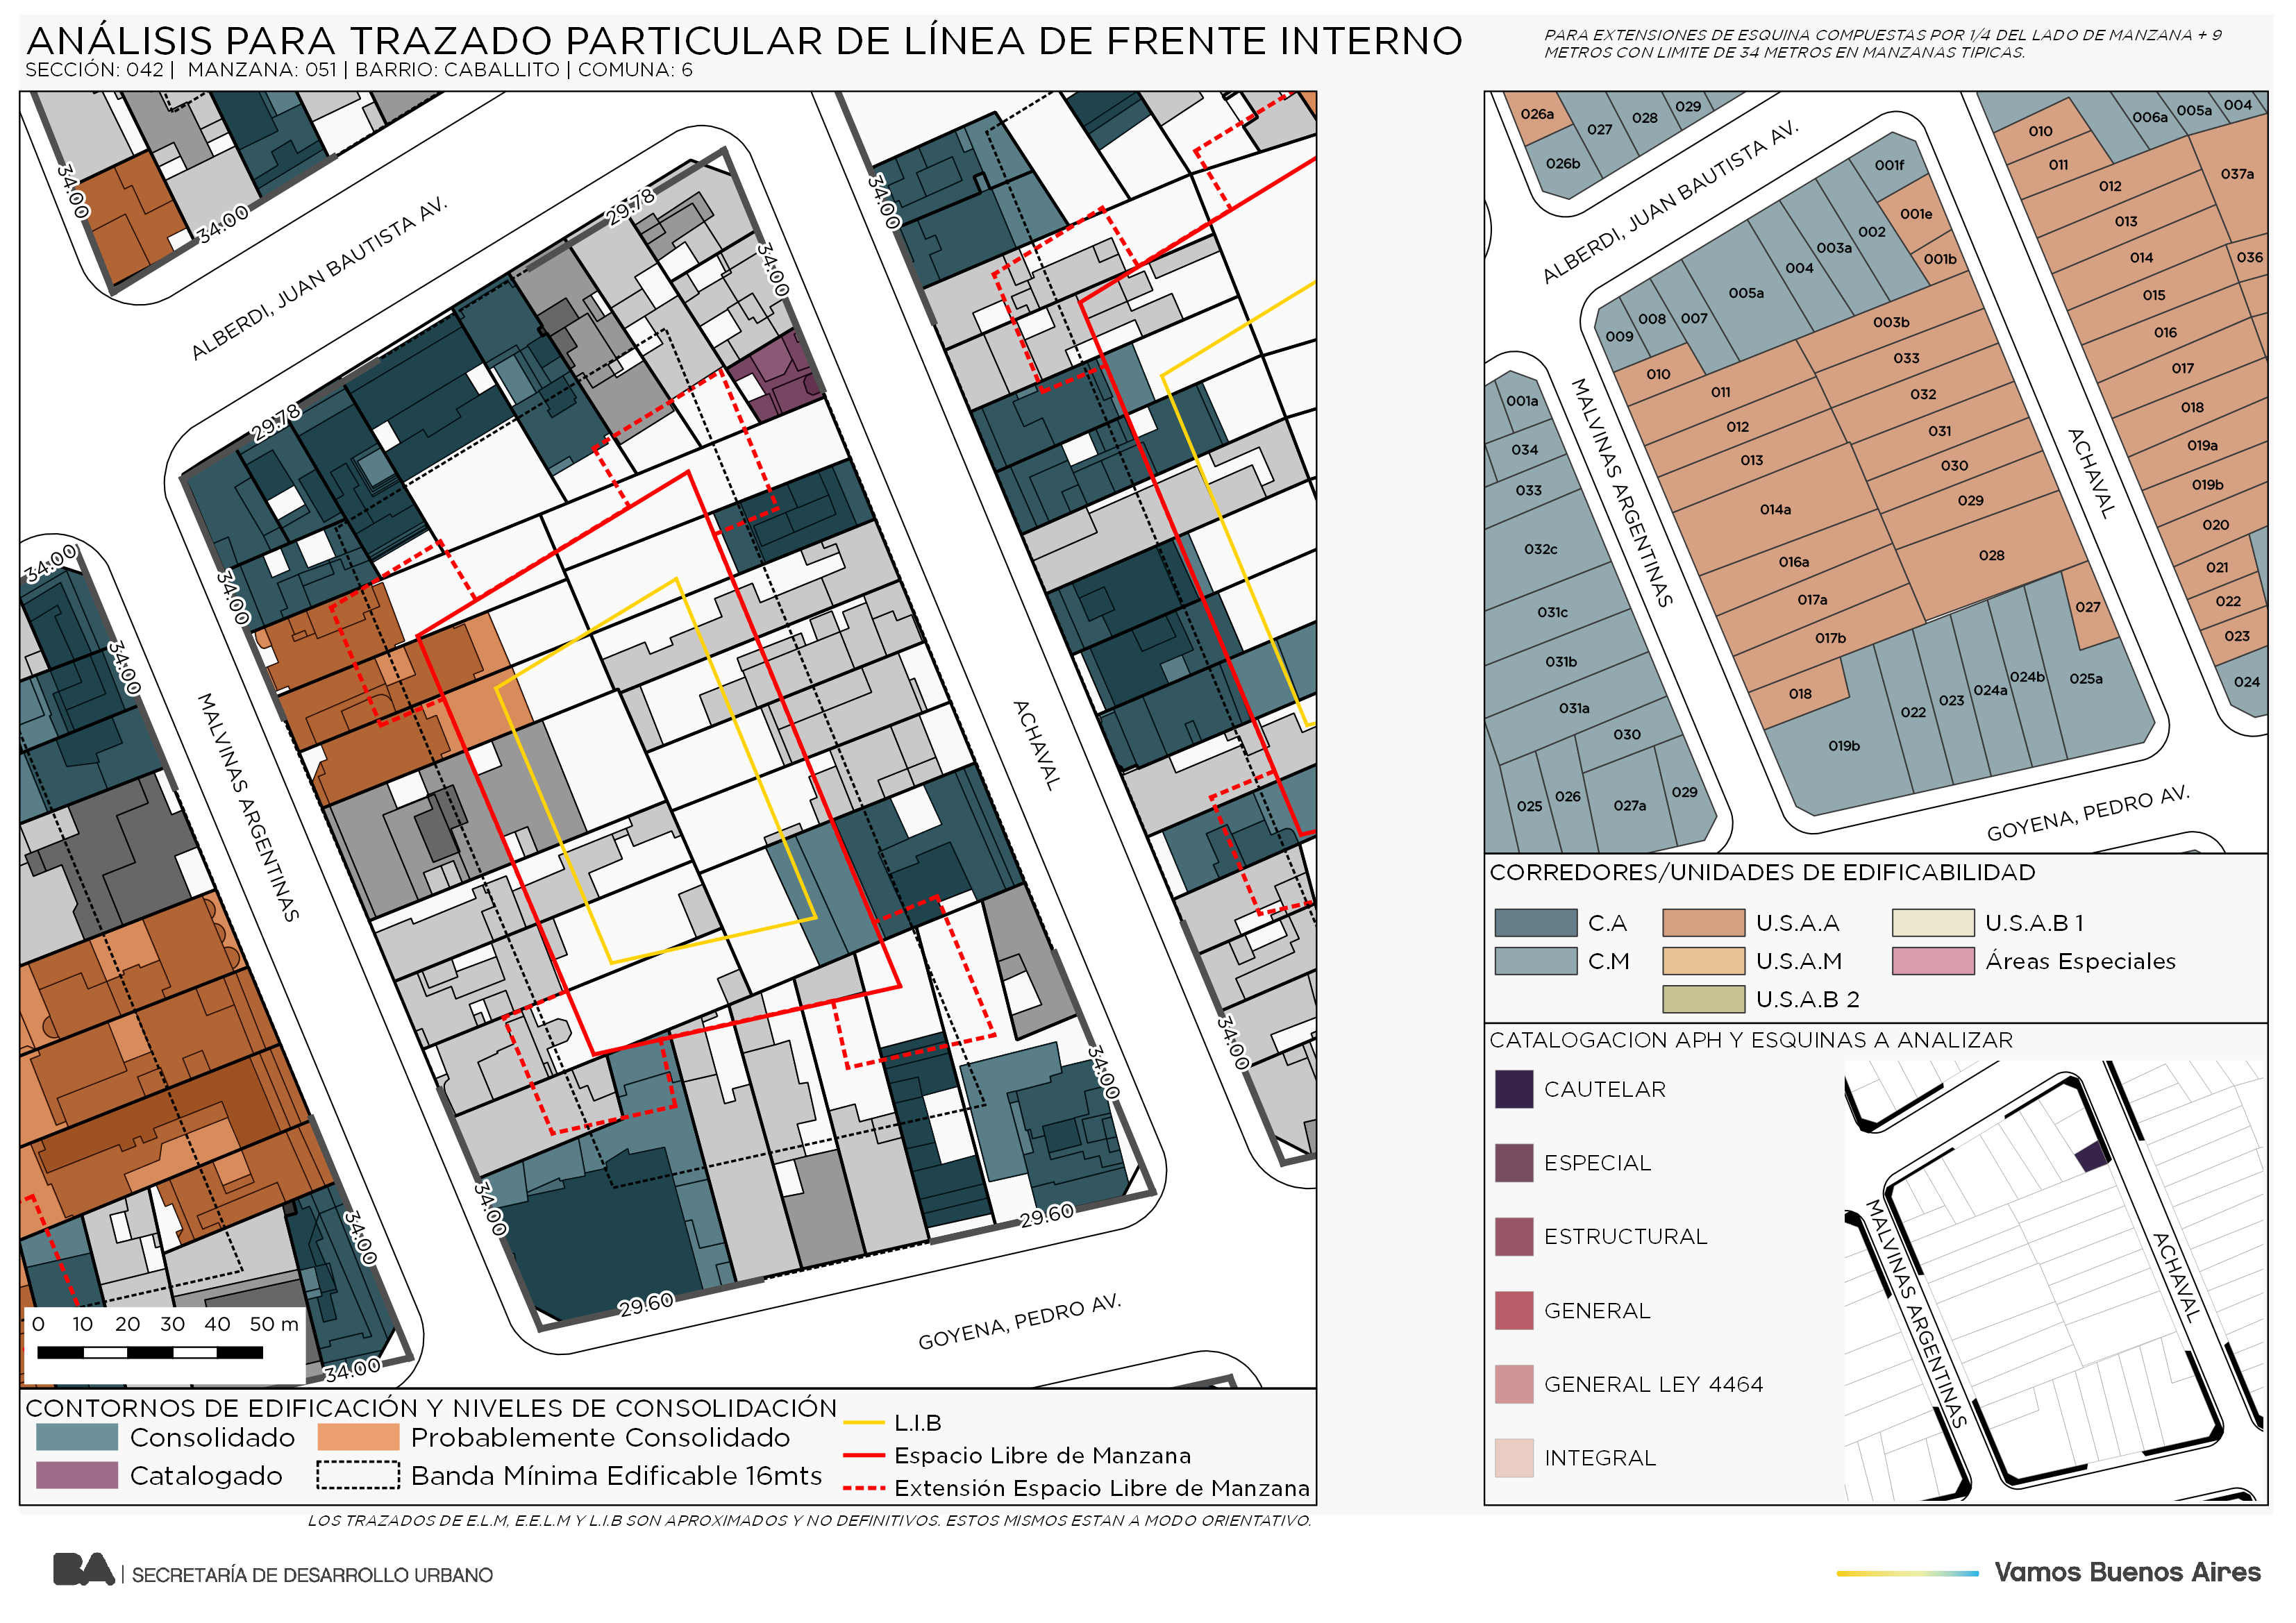 ANÁLISIS PARA TRAZADO PARTICULAR DE LÍNEA DE FRENTE INTERNO
SECCIÓN: 042 | MANZANA: 051 | BARRIO: CABALLITO | COMUNA: 6
PARA EXTENSIONES DE ESQUINA COMPUESTAS POR 1/4 DEL LADO DE MANZANA + 9
METROS CON LIMITE DE 34 METROS EN MANZANAS TIPICAS.
34.00
34.00
ALBERDI, JUAN BAUTISTA AV.
29.78
34.00
34.00
29.78
34.00
34.00
34.00
MALVINAS ARGENTINAS
ACHAVAL
34.00
34.00
34.00
34.00
29.60
29.60
34.00
GOYENA, PEDRO AV.
0 10 20 30 40 50 m
CONTORNOS DE EDIFICACIÓN Y NIVELES DE CONSOLIDACIÓN
Consolidado
Probablemente Consolidado
Catalogado
Banda Mínima Edificable 16mts
L.I.B
Espacio Libre de Manzana
Extensión Espacio Libre de Manzana
026a
027
028
029
026b
ALBERDI, JUAN BAUTISTA AV.
010
006a
005a
004
011
012
037a
013
014
036
015
016
017
018
019a
019b
020
021
022
023
024
001f
001e
001b
002
003a
004
005a
007
008
009
010
003b
011
033
012
032
013
031
014a
030
029
016a
028
017a
027
017b
018
019b
022
023
024a
024b
025a
001a
034
033
032c
031c
031b
031a
030
025
026
027a
029
MALVINAS ARGENTINAS
ACHAVAL
GOYENA, PEDRO AV.
CORREDORES/UNIDADES DE EDIFICABILIDAD
C.A
U.S.A.A
U.S.A.B 1
C.M
U.S.A.M
Áreas Especiales
U.S.A.B 2
CATALOGACION APH Y ESQUINAS A ANALIZAR
CAUTELAR
ESPECIAL
ESTRUCTURAL
GENERAL
GENERAL LEY 4464
INTEGRAL
MALVINAS ARGENTINAS
ACHAVAL
LOS TRAZADOS DE E.L.M, E.E.L.M Y L.I.B SON APROXIMADOS Y NO DEFINITIVOS. ESTOS MISMOS ESTAN A MODO ORIENTATIVO.
BA | SECRETARÍA DE DESARROLLO URBANO
Vamos Buenos Aires